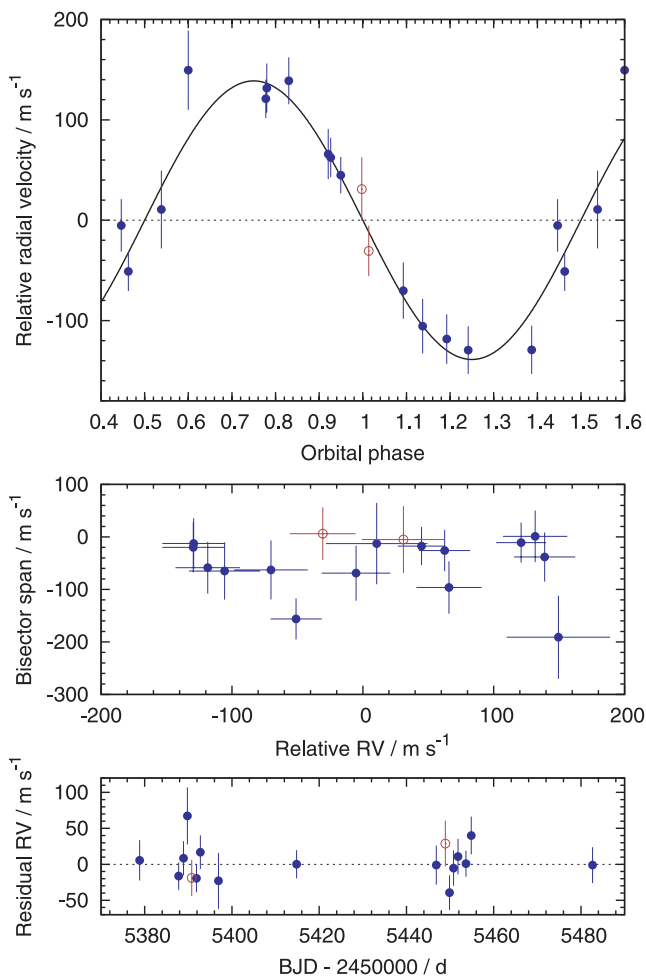 200
100
0
-100
Relative radial velocity / m s⁻¹
0.4 0.5 0.6 0.7 0.8 0.9 1 1.1 1.2 1.3 1.4 1.5 1.6
Orbital phase
100
0
-100
-200
-300
Bisector span / m s⁻¹
-200 -100 0 100 200
Relative RV / m s⁻¹
100
50
0
-50
Residual RV / m s⁻¹
5380 5400 5420 5440 5460 5480
BJD - 2450000 / d